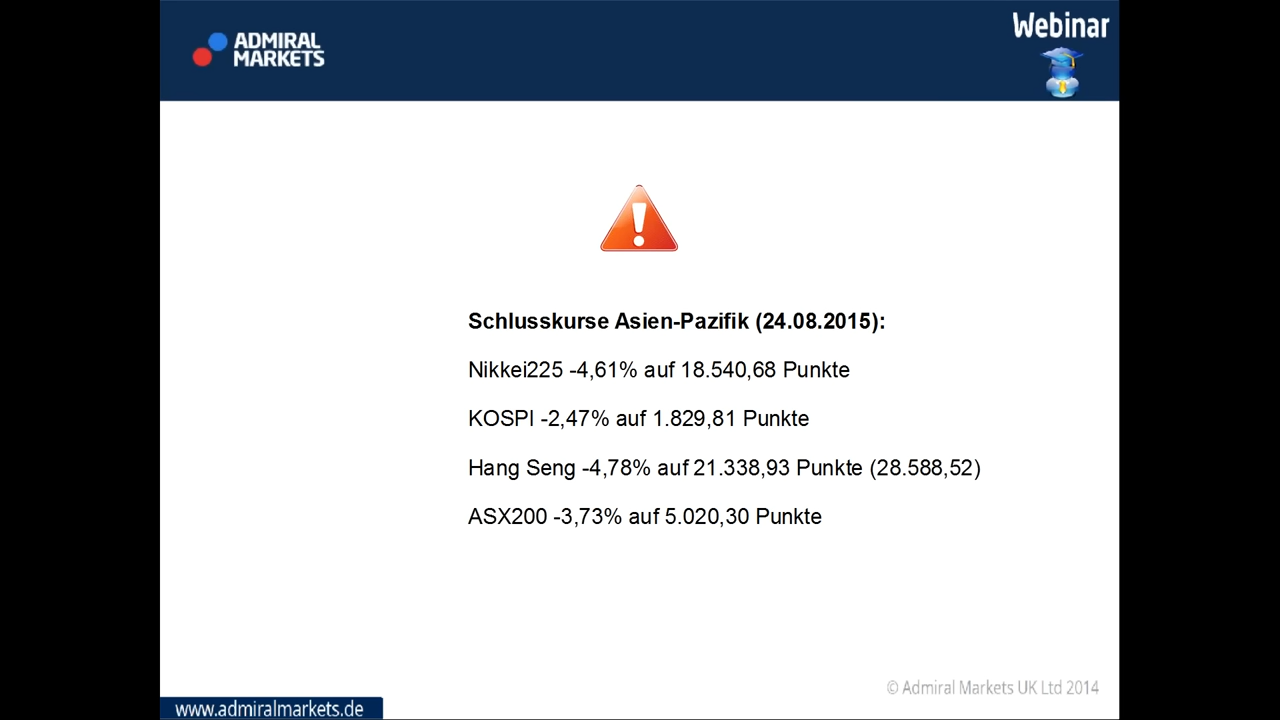 ADMIRAL
MARKETS
Webinar
Schlusskurse Asien-Pazifik (24.08.2015):
Nikkei225 -4,61% auf 18.540,68 Punkte
KOSPI -2,47% auf 1.829,81 Punkte
Hang Seng -4,78% auf 21.338,93 Punkte (28.588,52)
ASX200 -3,73% auf 5.020,30 Punkte
© Admiral Markets UK Ltd 2014
www.admiralmarkets.de